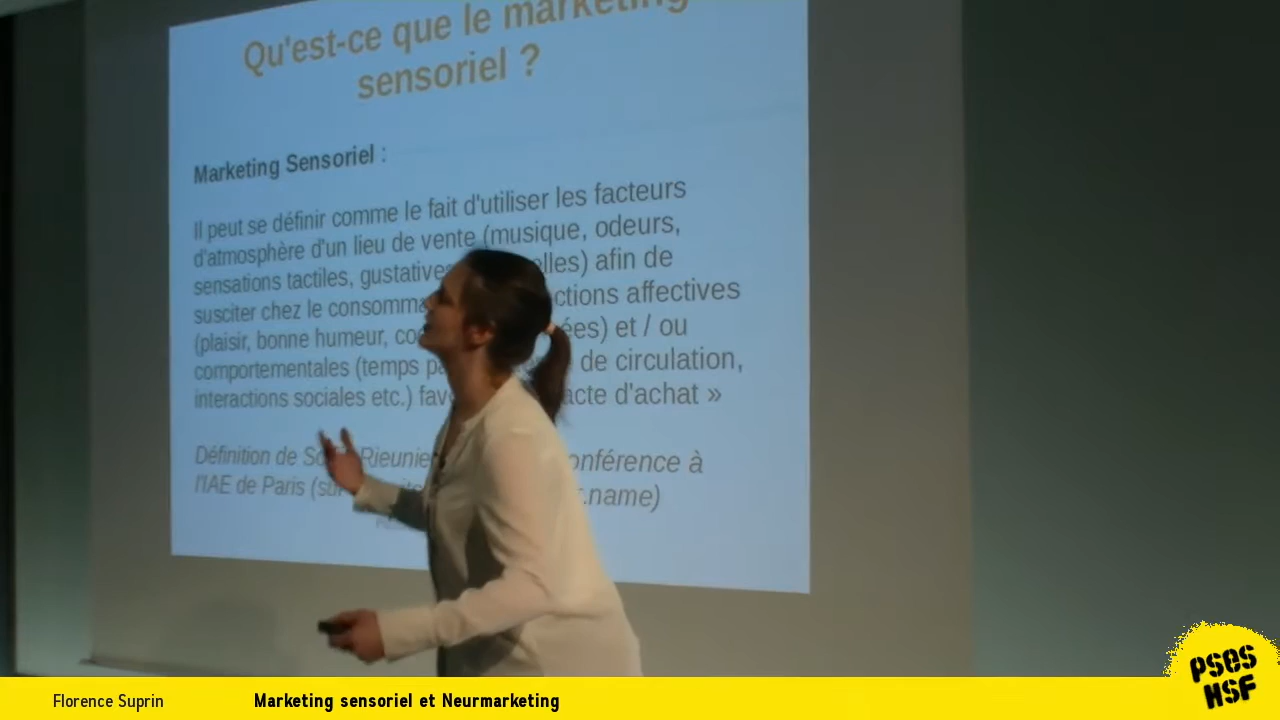 Qu'est-ce que le marketing
sensoriel ?
Marketing Sensoriel :
Il peut se définir comme le fait d'utiliser les facteurs
d'atmosphère d'un lieu de vente (musique, odeurs,
sensations tactiles, gustatives elles) afin de
susciter chez le consomma ctions affectives
(plaisir, bonne humeur, co ées) et / ou
comportementales (temps pa de circulation,
interactions sociales etc.) fav acte d'achat »
Définition de So Rieunie onférence à
l'IAE de Paris (sur .name)
Florence Suprin
Marketing sensoriel et Neurmarketing
PSES
HSF